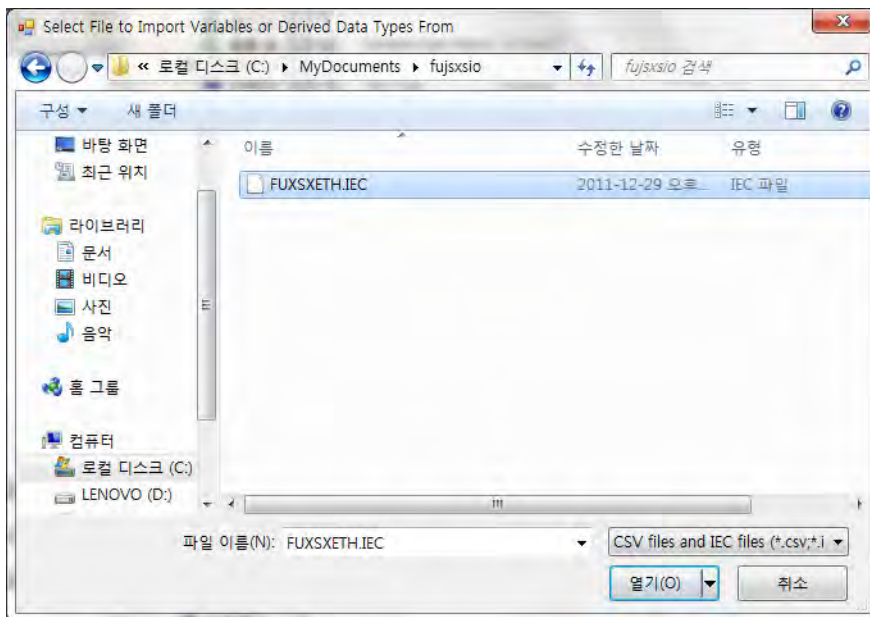 Select File to Import Variables or Derived Data Types From
« 로컬 디스크 (C:) ▸ MyDocuments ▸ fujsxsio
fujsxsio 검색
구성 새 폴더
이름 수정한 날짜 유형
바탕 화면
최근 위치
FUXSXETH.IEC 2011-12-29 오후... IEC 파일
라이브러리
문서
비디오
사진
음악
홈 그룹
컴퓨터
로컬 디스크 (C:)
LENOVO (D:)
파일 이름(N): FUXSXETH.IEC CSV files and IEC files (*.csv;*.i
열기(O) 취소